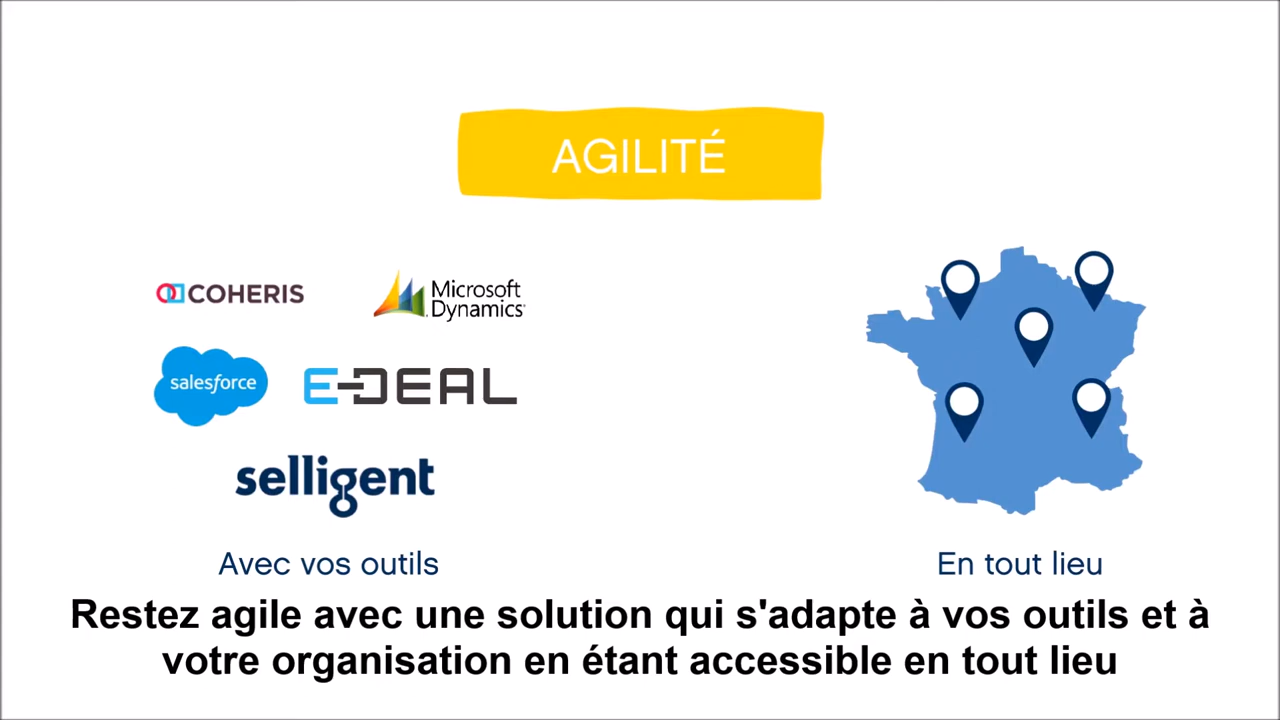 AGILITÉ
COHERIS
Microsoft
Dynamics
salesforce
E-DEAL
selligent
Avec vos outils
En tout lieu
Restez agile avec une solution qui s'adapte à vos outils et à
votre organisation en étant accessible en tout lieu